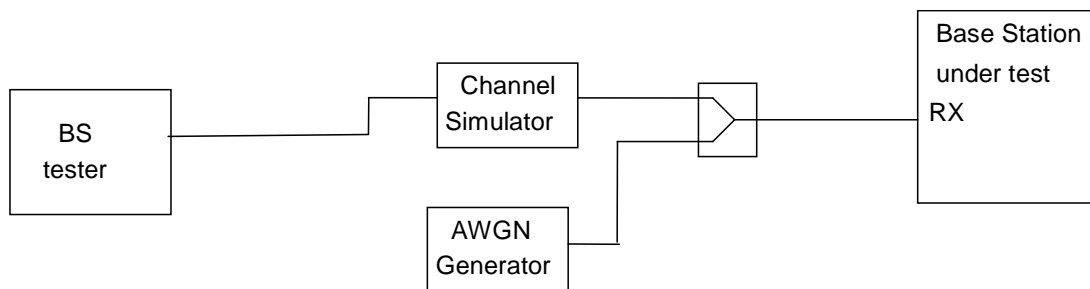 BS
tester
Channel
Simulator
AWGN
Generator
Base Station
under test
RX